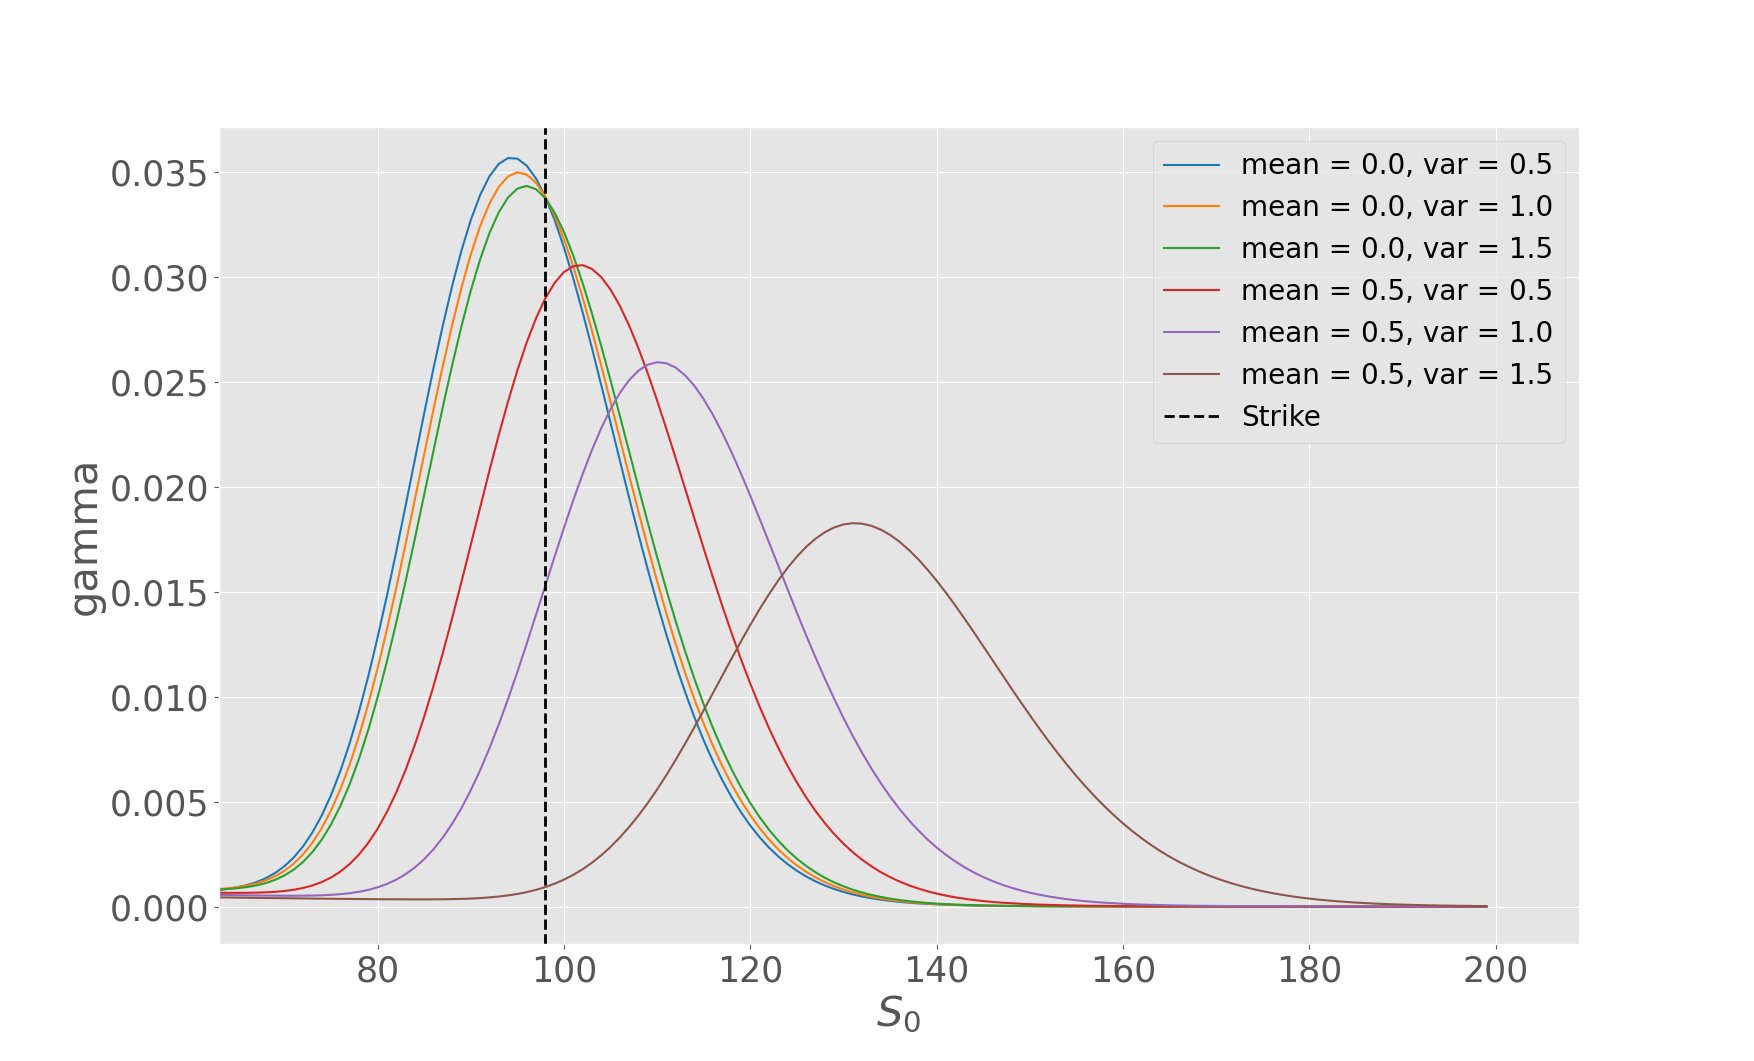 0.035
0.030
0.025
0.020
0.015
0.010
0.005
0.000
gamma
mean = 0.0, var = 0.5
mean = 0.0, var = 1.0
mean = 0.0, var = 1.5
mean = 0.5, var = 0.5
mean = 0.5, var = 1.0
mean = 0.5, var = 1.5
Strike
80 100 120 140 160 180 200
S₀